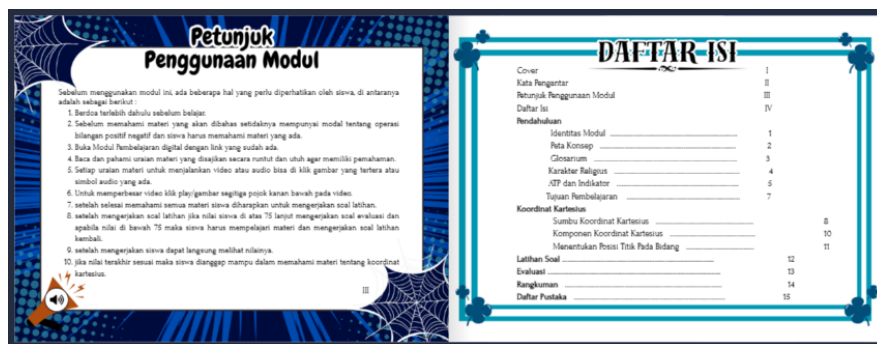 Petunjuk
Penggunaan Modul
Sebelum menggunakan modul ini, ada beberapa hal yang perlu diperhatikan oleh siswa, di antaranya
adalah sebagai berikut :
1. Berdoa terlebih dahulu sebelum belajar.
2. Sebelum memahami materi yang akan dibahas setidaknya mempunyai modal tentang operasi
bilangan positif negatif dan siswa harus memahami materi yang ada.
3. Buka Modul Pembelajaran digital dengan link yang sudah ada.
4. Baca dan pahami uraian materi yang disajikan secara runtut dan utuh agar memiliki pemahaman.
5. Setiap uraian materi untuk menjalankan video atau audio bisa di klik gambar yang tertera atau
simbol audio yang ada.
6. Untuk memperbesar video klik play/gambar segitiga pojok kanan bawah pada video.
7. setelah selesai memahami semua materi siswa diharapkan untuk mengerjakan soal latihan.
8. setelah mengerjakan soal latihan jika nilai siswa di atas 75 lanjut mengerjakan soal evaluasi dan
apabila nilai di bawah 75 maka siswa harus mempelajari materi dan mengerjakan soal latihan
kembali.
9. setelah mengerjakan siswa dapat langsung melihat nilainya.
10. jika nilai terakhir sesuai maka siswa dianggap mampu dalam memahami materi tentang koordinat
kartesius.
III
DAFTAR ISI
Cover I
Kata Pengantar II
Petunjuk Penggunaan Modul III
Daftar Isi IV
Pendahuluan
Identitas Modul 1
Peta Konsep 2
Glosarium 3
Karakter Religius 4
ATP dan Indikator 5
Tujuan Pembelajaran 7
Koordinat Kartesius
Sumbu Koordinat Kartesius 8
Komponen Koordinat Kartesius 10
Menentukan Posisi Titik Pada Bidang 11
Latihan Soal 12
Evaluasi 13
Rangkuman 14
Daftar Pustaka 15